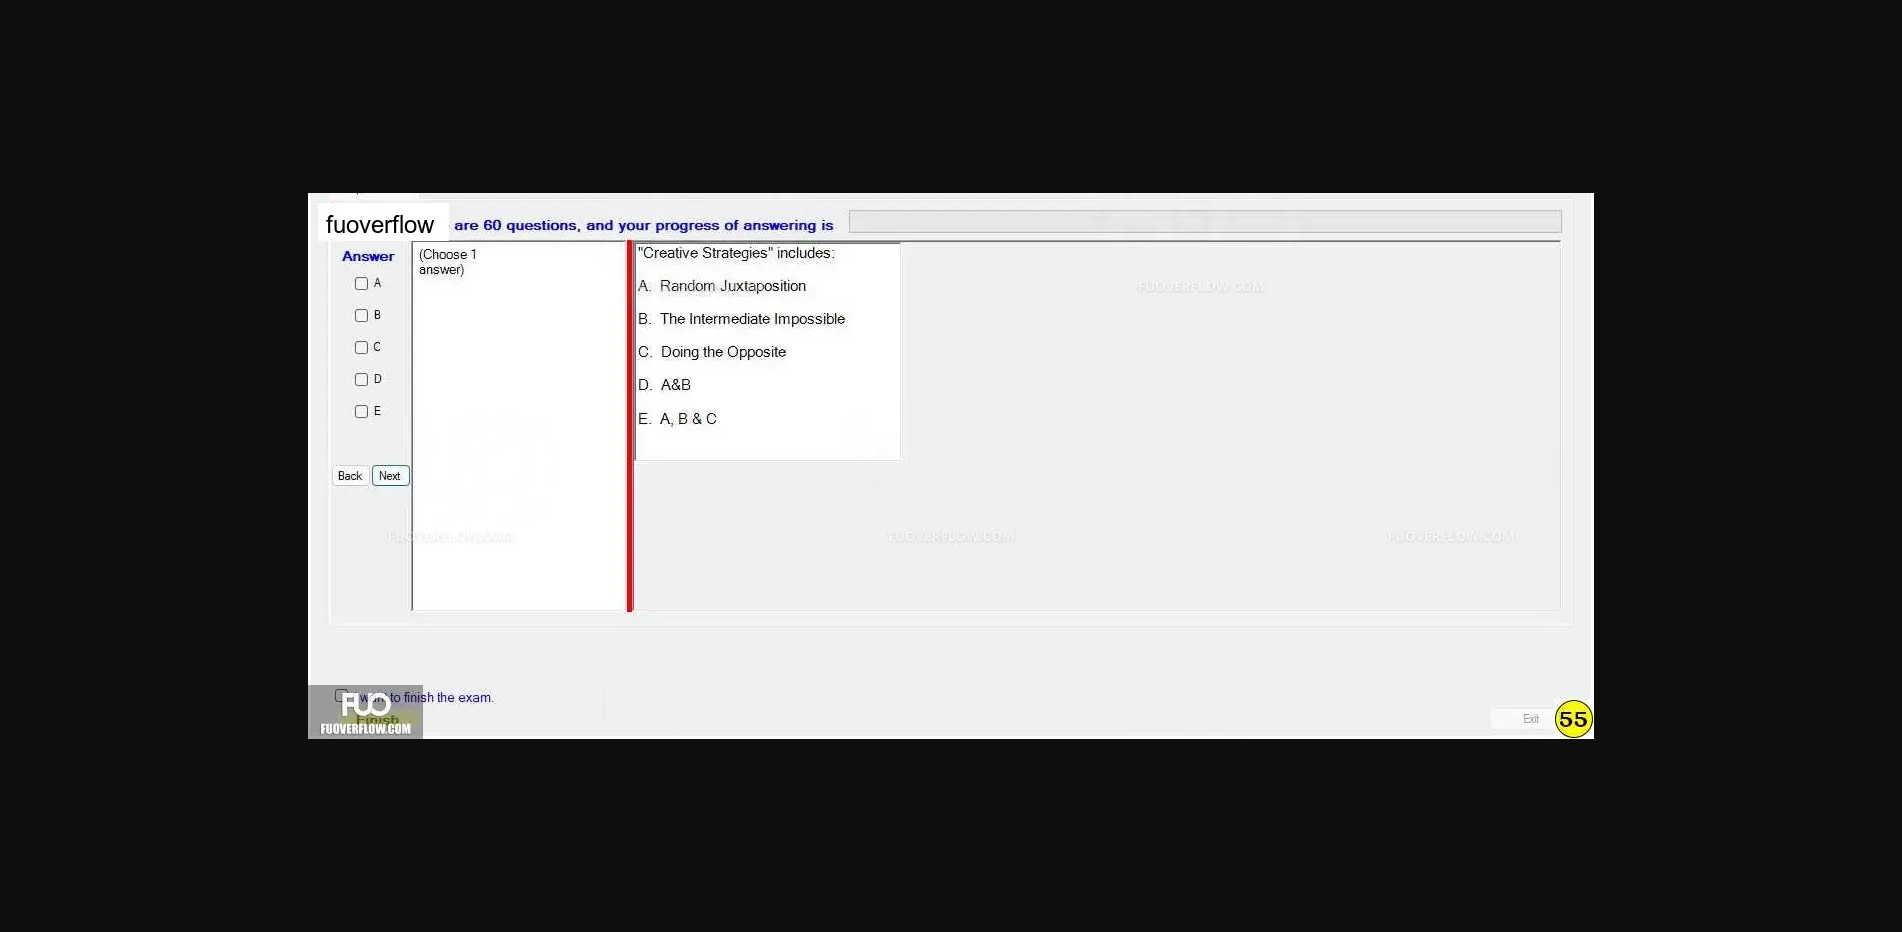 fuoverflow are 60 questions, and your progress of answering is
Answer
(Choose 1
answer)
A
B
C
D
E
Back Next
"Creative Strategies" includes:
A. Random Juxtaposition
B. The Intermediate Impossible
C. Doing the Opposite
D. A&B
E. A, B & C
FUOVERFLOW.COM
FUOVERFLOW.COM
FUOVERFLOW.COM
FUOVERFLOW.COM
want to finish the exam.
FUO
Finish
FUOVERFLOW.COM
Exit
55